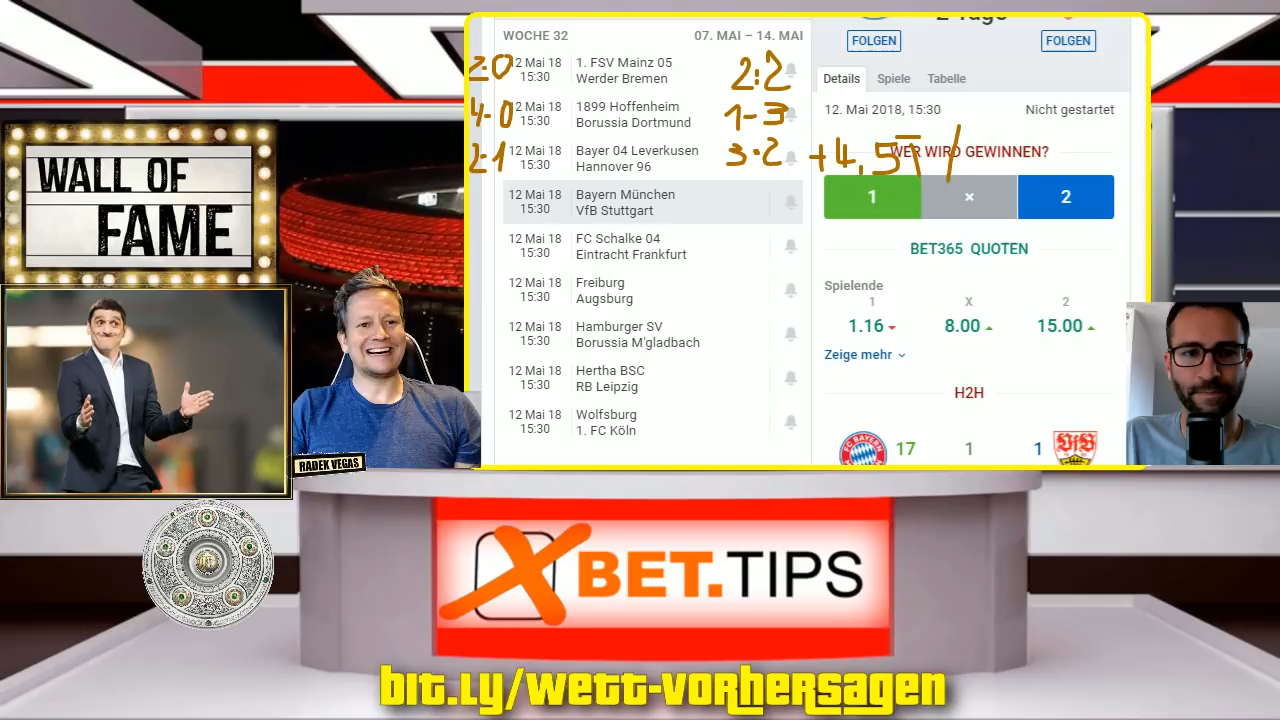 WALL OF
FAME
RADEK VEGAS
WOCHE 32 07. MAI – 14. MAI
2:0 12 Mai 18 15:30 1. FSV Mainz 05 Werder Bremen 2:2
4-0 12 Mai 18 15:30 1899 Hoffenheim Borussia Dortmund 1-3
2:1 12 Mai 18 15:30 Bayer 04 Leverkusen Hannover 96 3:2
12 Mai 18 15:30 Bayern München VfB Stuttgart
12 Mai 18 15:30 FC Schalke 04 Eintracht Frankfurt
12 Mai 18 15:30 Freiburg Augsburg
12 Mai 18 15:30 Hamburger SV Borussia M'gladbach
12 Mai 18 15:30 Hertha BSC RB Leipzig
12 Mai 18 15:30 Wolfsburg 1. FC Köln
2 Tage
FOLGEN FOLGEN
Details Spiele Tabelle
12. Mai 2018, 15:30 Nicht gestartet
+4,5
WER WIRD GEWINNEN?
1 × 2
BET365 QUOTEN
Spielende
1 X 2
1.16 8.00 15.00
Zeige mehr
H2H
17 1 1
FC BAYERN
VfB
XBET.TIPS
bit.ly/wett-vorhersagen